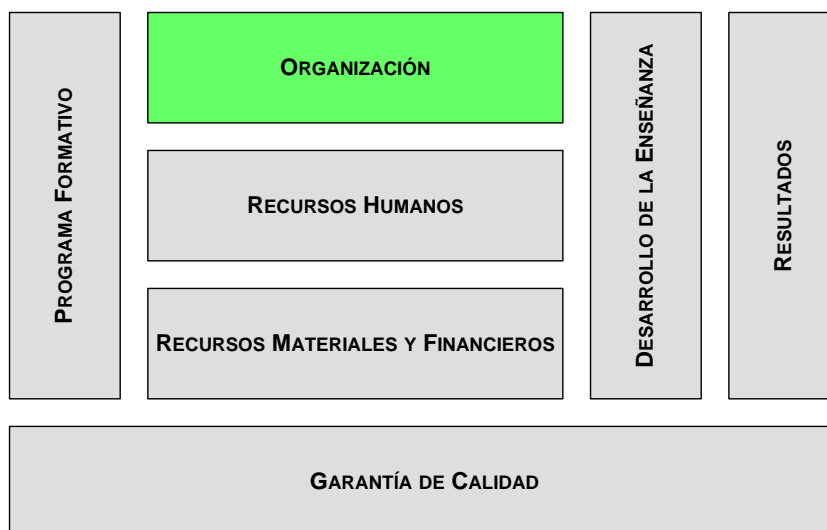 PROGRAMA FORMATIVO
ORGANIZACIÓN
RECURSOS HUMANOS
RECURSOS MATERIALES Y FINANCIEROS
DESARROLLO DE LA ENSEÑANZA
RESULTADOS
GARANTÍA DE CALIDAD